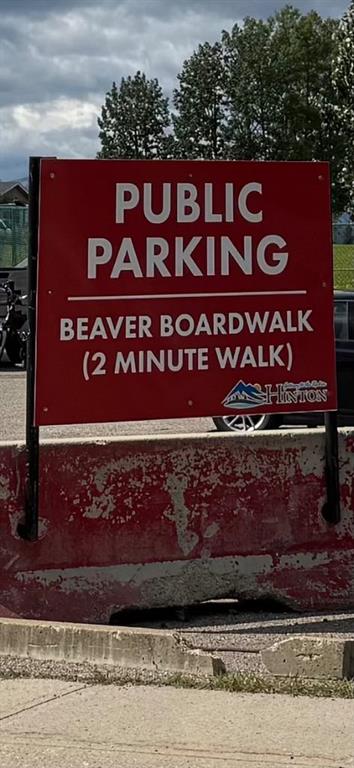 PUBLIC
PARKING
BEAVER BOARDWALK
(2 MINUTE WALK)
HINTON